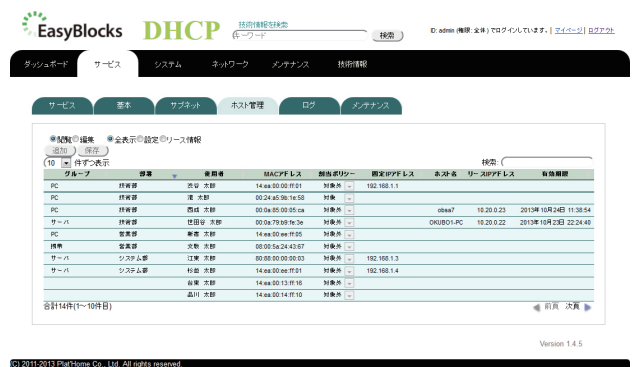 EasyBlocks DHCP
技術情報を検索
キーワード 検索
ID: admin (権限: 全体) でログインしています。 | マイページ | ログアウト
ダッシュボード サービス システム ネットワーク メンテナンス 技術情報
サービス 基本 サブネット ホスト管理 ログ メンテナンス
閲覧 編集 全表示 設定 リース情報
追加 保存
10 件ずつ表示 検索:
グループ 部署 使用者 MACアドレス 割当ポリシー 固定IPアドレス ホスト名 リースIPアドレス 有効期限
PC 技術部 渋谷 太郎 14:ea:00:00:ff:01 対象外 192.168.1.1
PC 技術部 港 太郎 00:24:a5:9b:1e:58 対象
PC 技術部 西成 太郎 00:0a:85:00:05:ca 対象外 obsa7 10.20.0.23 2013年10月24日 11:38:54
サーバ 技術部 世田谷 太郎 00:0a:79:b9:fe:3e 対象外 OKUBO1-PC 10.20.0.22 2013年10月23日 22:24:40
PC 営業部 新宿 太郎 14:ea:00:ee:ff:05 対象外
携帯 営業部 文教 太郎 08:00:5a:24:43:67 対象外
サーバ システム部 江東 太郎 80:88:00:00:00:03 対象外 192.168.1.3
サーバ システム部 杉並 太郎 14:ea:00:ee:ff:01 対象外 192.168.1.4
台東 太郎 14:ea:00:13:ff:16 対象外
品川 太郎 14:ea:00:14:ff:10 対象外
合計14件(1～10件目) 前頁 次頁
Version 1.4.5
(C) 2011-2013 Plat'Home Co., Ltd. All rights reserved.